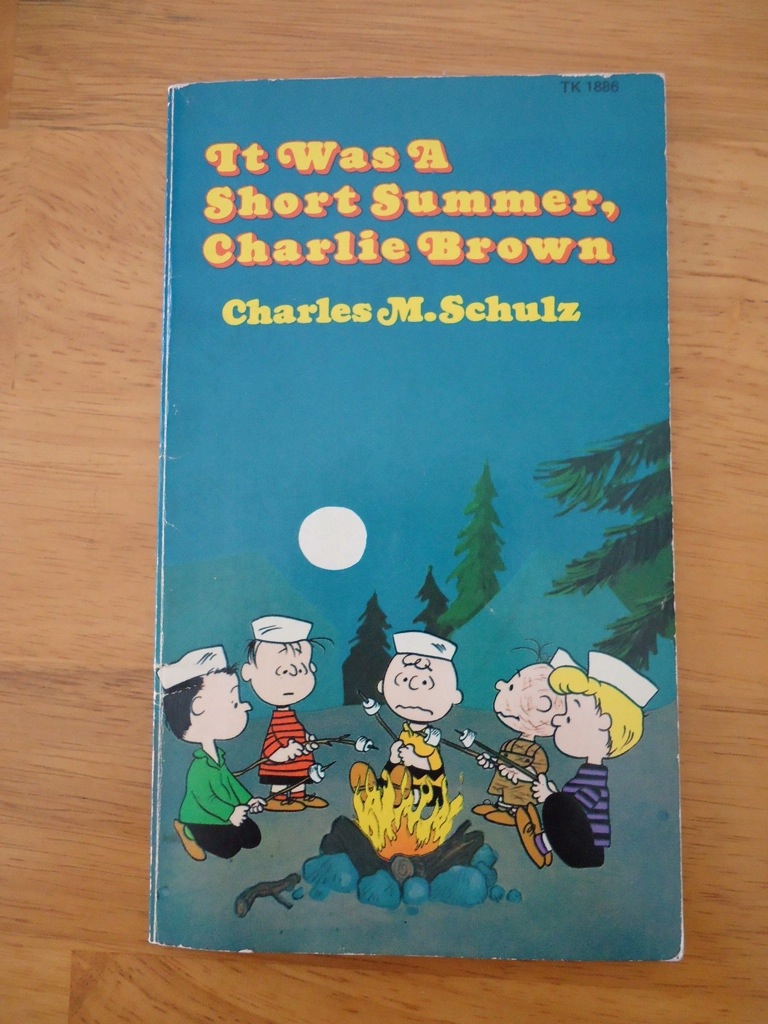 TK 1886
It Was A
Short Summer,
Charlie Brown
Charles M. Schulz